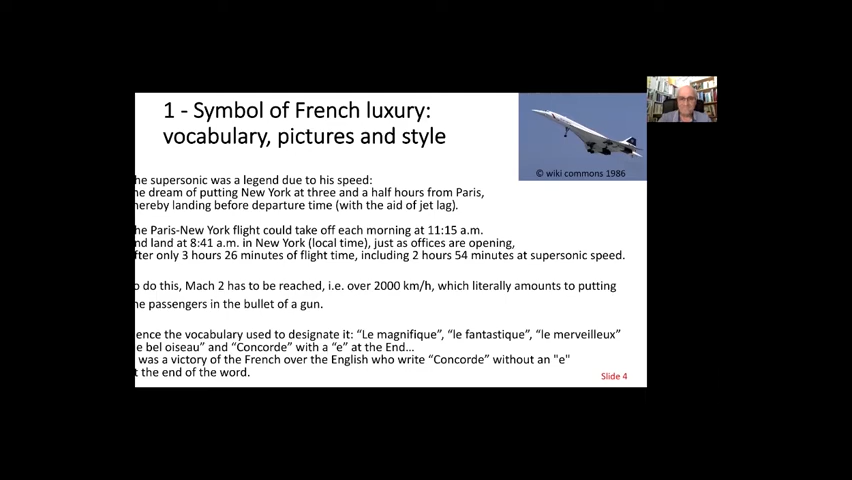 1 - Symbol of French luxury:
vocabulary, pictures and style
© wiki commons 1986
he supersonic was a legend due to his speed:
he dream of putting New York at three and a half hours from Paris,
hereby landing before departure time (with the aid of jet lag).
he Paris-New York flight could take off each morning at 11:15 a.m.
nd land at 8:41 a.m. in New York (local time), just as offices are opening,
fter only 3 hours 26 minutes of flight time, including 2 hours 54 minutes at supersonic speed.
o do this, Mach 2 has to be reached, i.e. over 2000 km/h, which literally amounts to putting
he passengers in the bullet of a gun.
ence the vocabulary used to designate it: “Le magnifique”, “le fantastique”, “le merveilleux”
e bel oiseau” and “Concorde” with a “e” at the End…
was a victory of the French over the English who write “Concorde” without an "e"
t the end of the word.
Slide 4